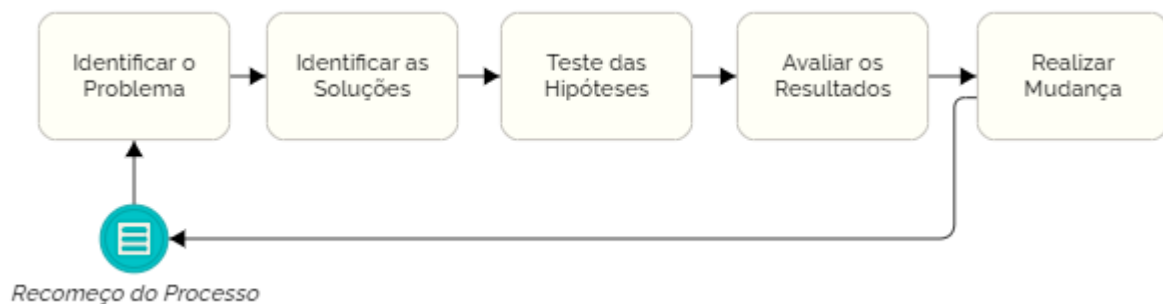 Identificar o
Problema
Identificar as
Soluções
Teste das
Hipóteses
Avaliar os
Resultados
Realizar
Mudança
Recomeço do Processo